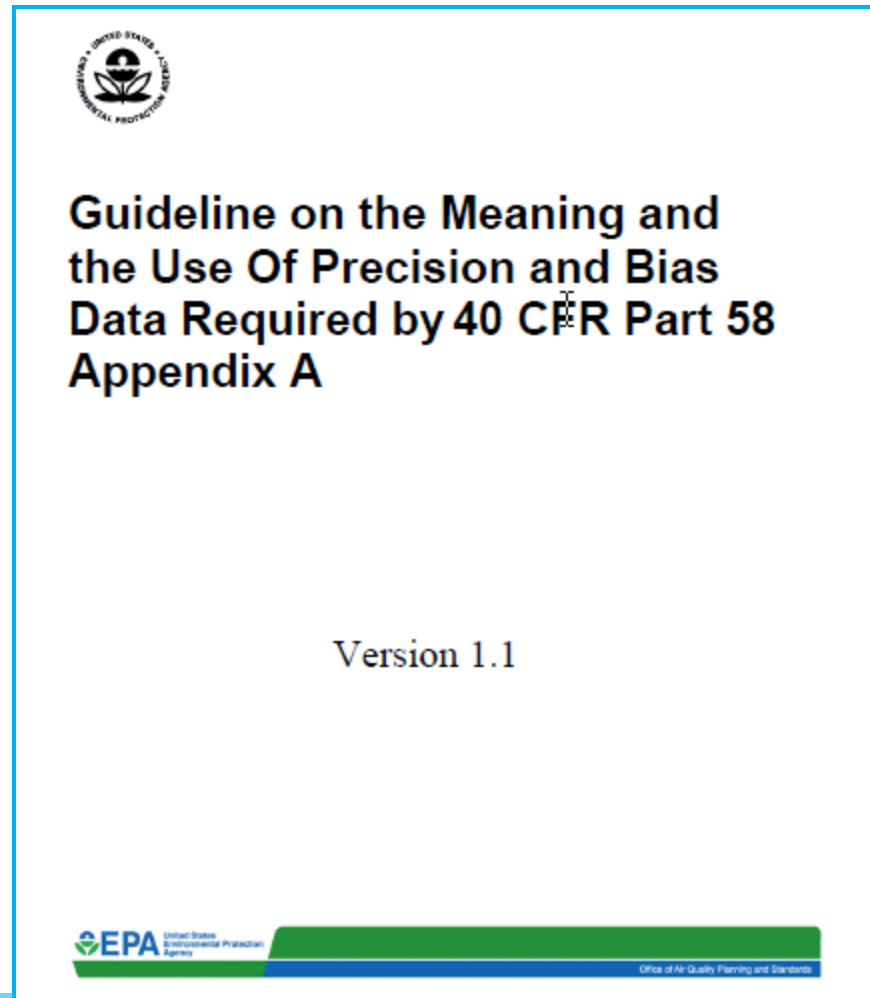 UNITED STATES
ENVIRONMENTAL PROTECTION AGENCY
Guideline on the Meaning and
the Use Of Precision and Bias
Data Required by 40 CFR Part 58
Appendix A
Version 1.1
EPA
United States
Environmental Protection
Agency
Office of Air Quality Planning and Standards